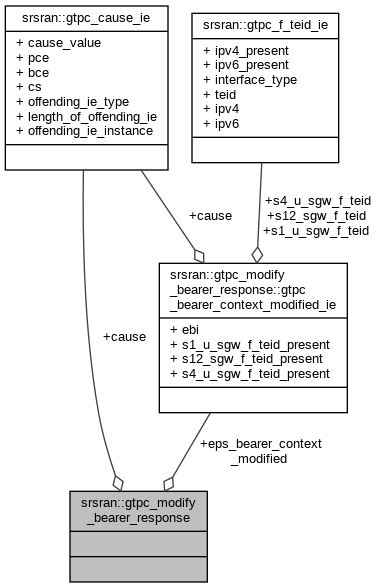 srsran::gtpc_cause_ie
+ cause_value
+ pce
+ bce
+ cs
+ offending_ie_type
+ length_of_offending_ie
+ offending_ie_instance
srsran::gtpc_f_teid_ie
+ ipv4_present
+ ipv6_present
+ interface_type
+ teid
+ ipv4
+ ipv6
+cause
+s4_u_sgw_f_teid
+s12_sgw_f_teid
+s1_u_sgw_f_teid
srsran::gtpc_modify
_bearer_response::gtpc
_bearer_context_modified_ie
+ ebi
+ s1_u_sgw_f_teid_present
+ s12_sgw_f_teid_present
+ s4_u_sgw_f_teid_present
+cause
+eps_bearer_context
_modified
srsran::gtpc_modify
_bearer_response